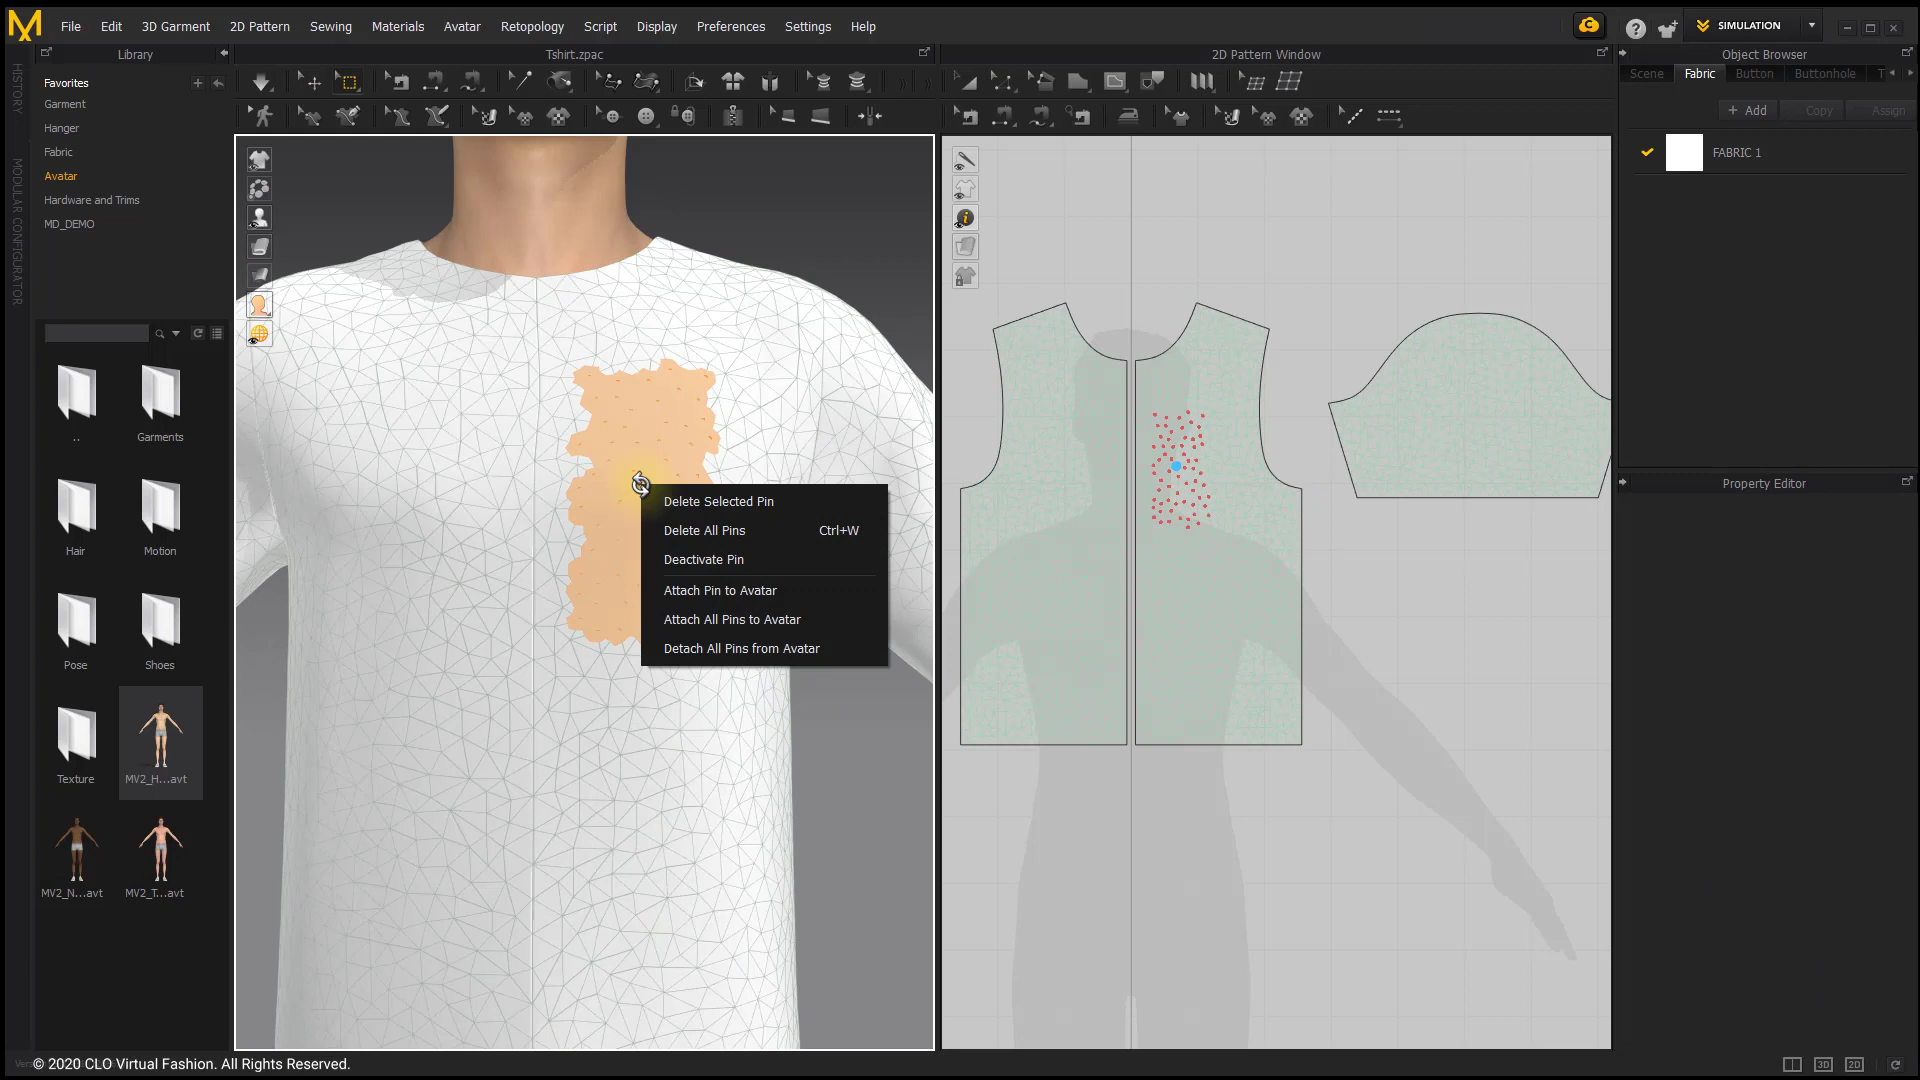 File Edit 3D Garment 2D Pattern Sewing Materials Avatar Retopology Script Display Preferences Settings Help
SIMULATION
Library
Tshirt.zpac
2D Pattern Window
Object Browser
HISTORY
MODULAR CONFIGURATOR
Favorites
Garment
Hanger
Fabric
Avatar
Hardware and Trims
MD_DEMO
Scene Fabric Button Buttonhole T
+ Add Copy Assign
FABRIC 1
Property Editor
..
Garments
Hair
Motion
Pose
Shoes
Texture
MV2_H...avt
MV2_N...avt
MV2_T...avt
Delete Selected Pin
Delete All Pins Ctrl+W
Deactivate Pin
Attach Pin to Avatar
Attach All Pins to Avatar
Detach All Pins from Avatar
© 2020 CLO Virtual Fashion. All Rights Reserved.
3D
2D